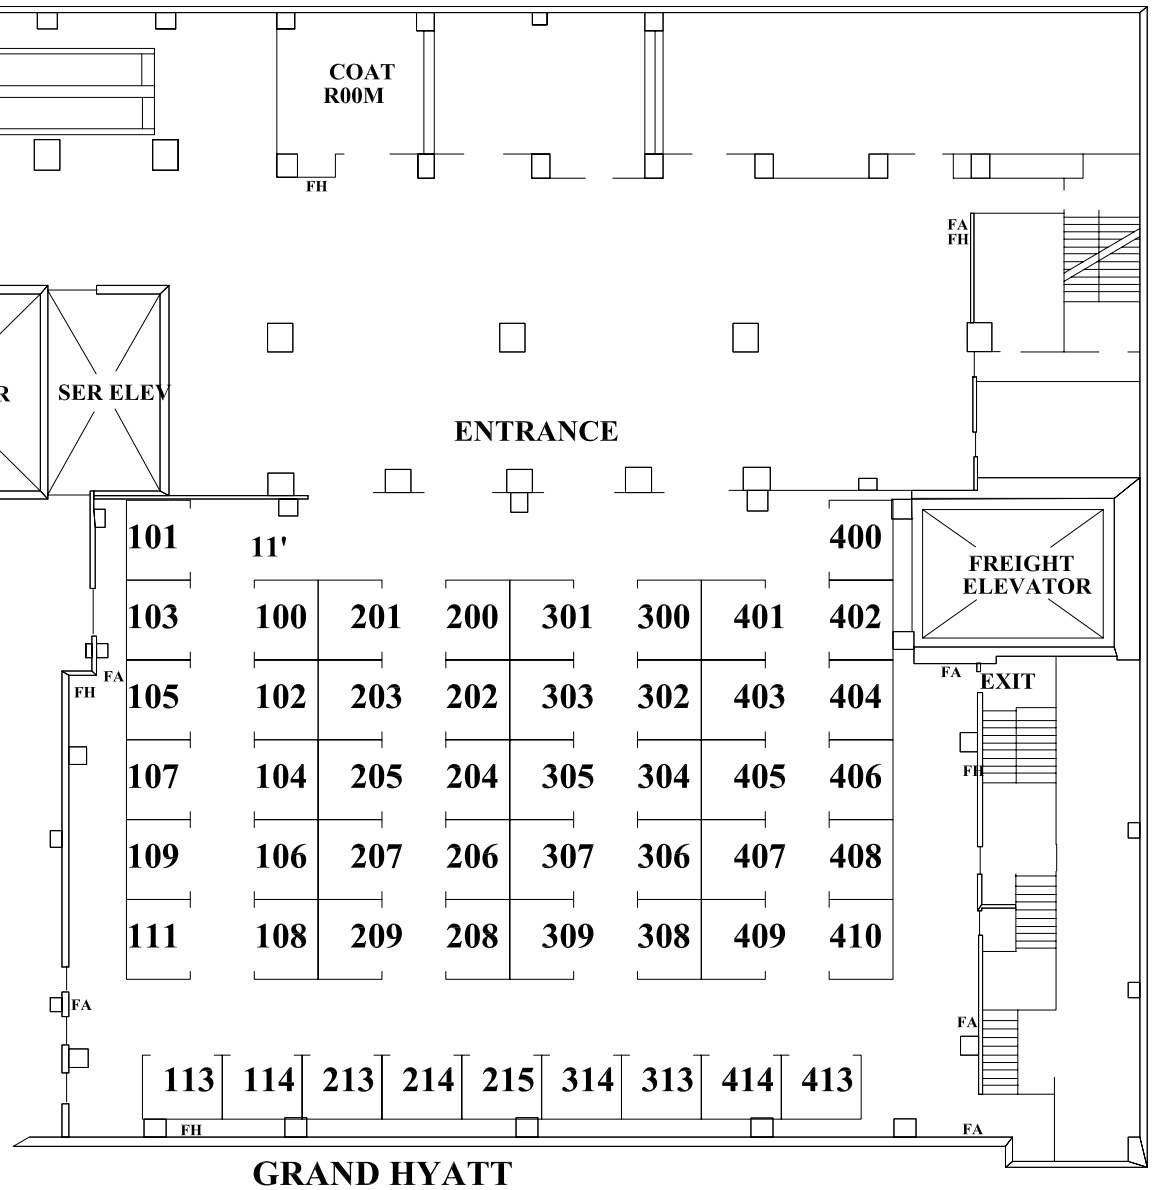 COAT
R00M
FH
FA
FH
R
SER ELEV
ENTRANCE
101
11'
400
FREIGHT
ELEVATOR
103
100
201
200
301
300
401
402
FA
FH
FA
EXIT
105
102
203
202
303
302
403
404
107
104
205
204
305
304
405
406
FH
109
106
207
206
307
306
407
408
111
108
209
208
309
308
409
410
FA
FA
113
114
213
214
215
314
313
414
413
FH
FA
GRAND HYATT